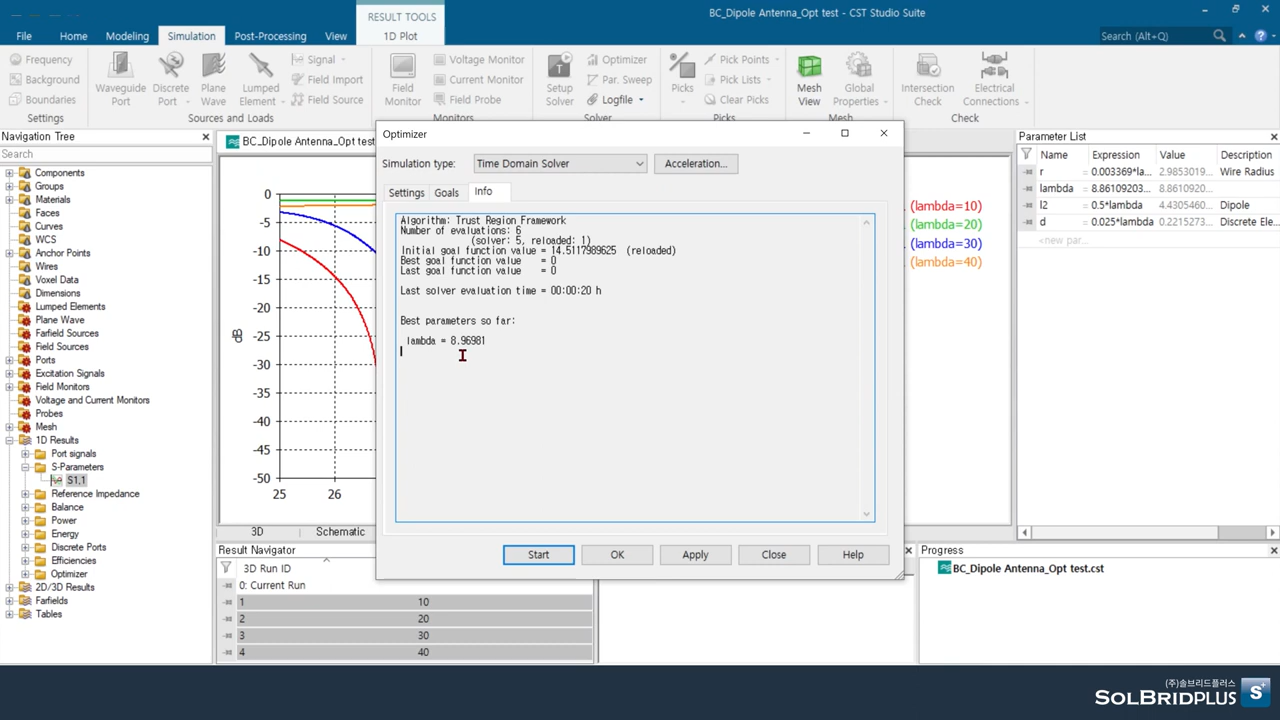 RESULT TOOLS
BC_Dipole Antenna_Opt test - CST Studio Suite
File
Home
Modeling
Simulation
Post-Processing
View
1D Plot
Search (Alt+Q)
Frequency
Background
Boundaries
Settings
Waveguide Port
Discrete Port
Plane Wave
Lumped Element
Signal
Field Import
Field Source
Sources and Loads
Field Monitor
Voltage Monitor
Current Monitor
Field Probe
Monitors
Setup Solver
Optimizer
Par. Sweep
Logfile
Solver
Picks
Pick Points
Pick Lists
Clear Picks
Picks
Mesh View
Global Properties
Mesh
Intersection Check
Electrical Connections
Check
Navigation Tree
Search
Components
Groups
Materials
Faces
Curves
WCS
Anchor Points
Wires
Voxel Data
Dimensions
Lumped Elements
Plane Wave
Farfield Sources
Field Sources
Ports
Excitation Signals
Field Monitors
Voltage and Current Monitors
Probes
Mesh
1D Results
Port signals
S-Parameters
S1,1
Reference Impedance
Balance
Power
Energy
Discrete Ports
Efficiencies
Optimizer
2D/3D Results
Farfields
Tables
BC_Dipole Antenna_Opt test
0
-5
-10
-15
-20
dB
-25
-30
-35
-40
-45
-50
25
26
3D
Schematic
Optimizer
Simulation type:
Time Domain Solver
Acceleration...
Settings
Goals
Info
Algorithm: Trust Region Framework
Number of evaluations: 6
(solver: 5, reloaded: 1)
Initial goal function value = 14.5117989625 (reloaded)
Best goal function value = 0
Last goal function value = 0
Last solver evaluation time = 00:00:20 h
Best parameters so far:
lambda = 8.96981
Start
OK
Apply
Close
Help
(lambda=10)
(lambda=20)
(lambda=30)
(lambda=40)
Parameter List
Name Expression Value Description
r 0.003369*la... 2.9853019... Wire Radius
lambda 8.86109203... 8.8610920...
l2 0.5*lambda 4.4305460... Dipole
d 0.025*lambda 0.2215273... Discrete Ele...
<new par...
Result Navigator
3D Run ID
0: Current Run
1 10
2 20
3 30
4 40
Progress
BC_Dipole Antenna_Opt test.cst
(주)솔브리드플러스
SOLBRIDPLUS
S+